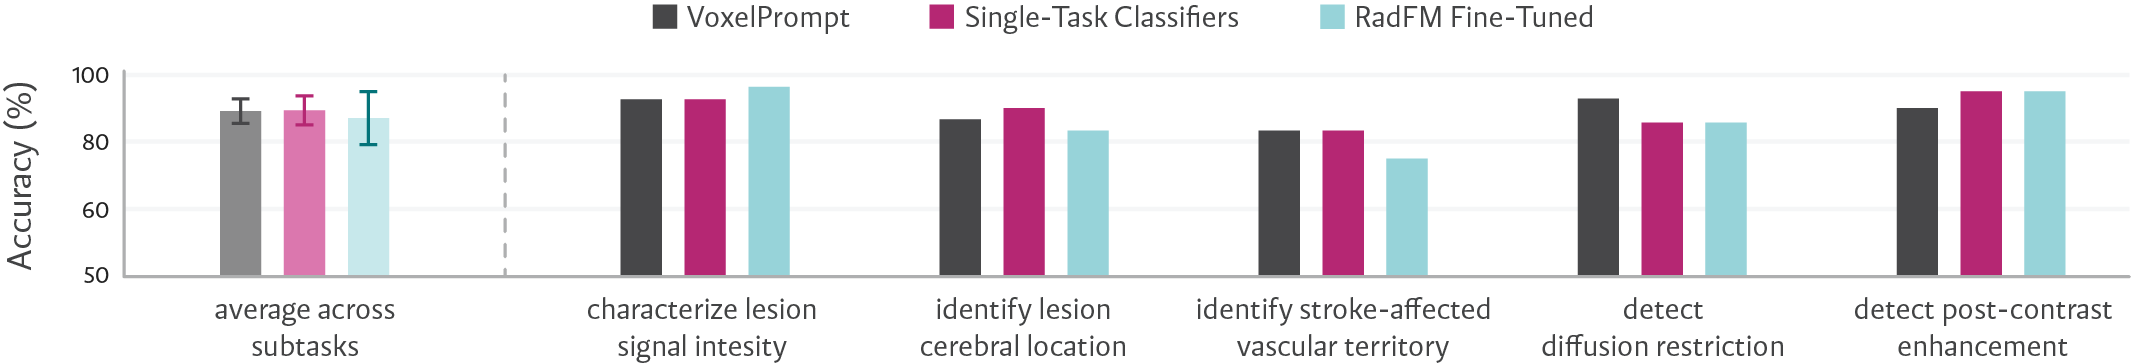 VoxelPrompt
Single-Task Classifiers
RadFM Fine-Tuned
Accuracy (%)
100
80
60
50
average across
subtasks
characterize lesion
signal intesity
identify lesion
cerebral location
identify stroke-affected
vascular territory
detect
diffusion restriction
detect post-contrast
enhancement